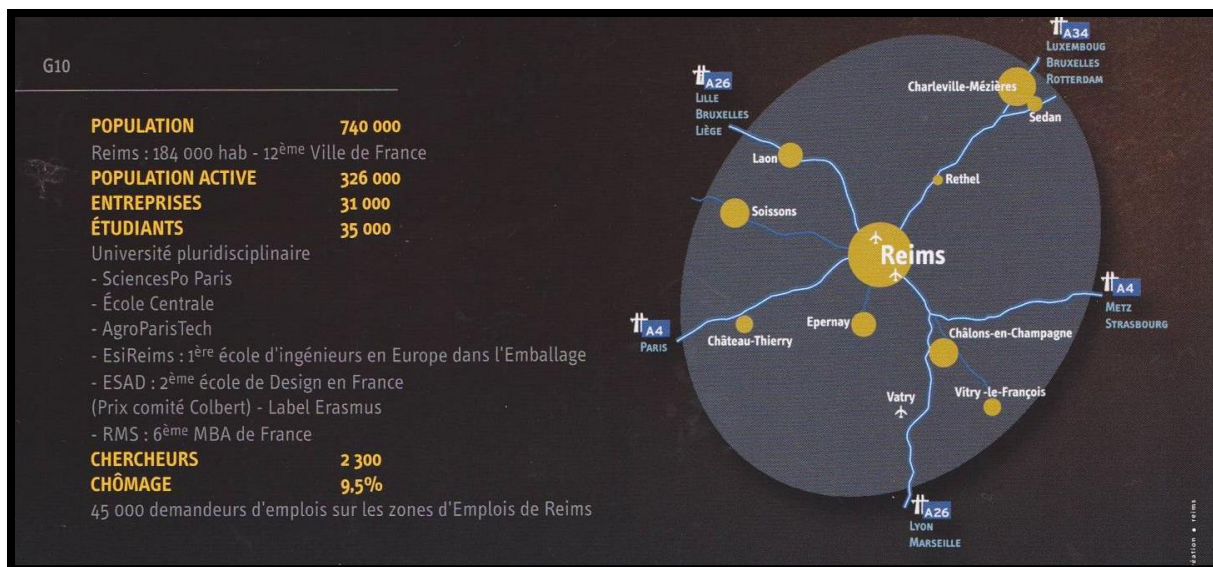 G10
POPULATION 740 000
Reims : 184 000 hab - 12ème Ville de France
POPULATION ACTIVE 326 000
ENTREPRISES 31 000
ÉTUDIANTS 35 000
Université pluridisciplinaire
- SciencesPo Paris
- École Centrale
- AgroParisTech
- EsiReims : 1ère école d'ingénieurs en Europe dans l'Emballage
- ESAD : 2ème école de Design en France
(Prix comité Colbert) - Label Erasmus
- RMS : 6ème MBA de France
CHERCHEURS 2 300
CHÔMAGE 9,5%
45 000 demandeurs d'emplois sur les zones d'Emplois de Reims
A34
LUXEMBOUG
BRUXELLES
ROTTERDAM
A26
LILLE
BRUXELLES
LIÈGE
Charleville-Mézières
Sedan
Laon
Rethel
Soissons
Reims
A4
METZ
STRASBOURG
A4
PARIS
Château-Thierry
Epernay
Châlons-en-Champagne
Vatry
Vitry -le-François
A26
LYON
MARSEILLE
éation • reims